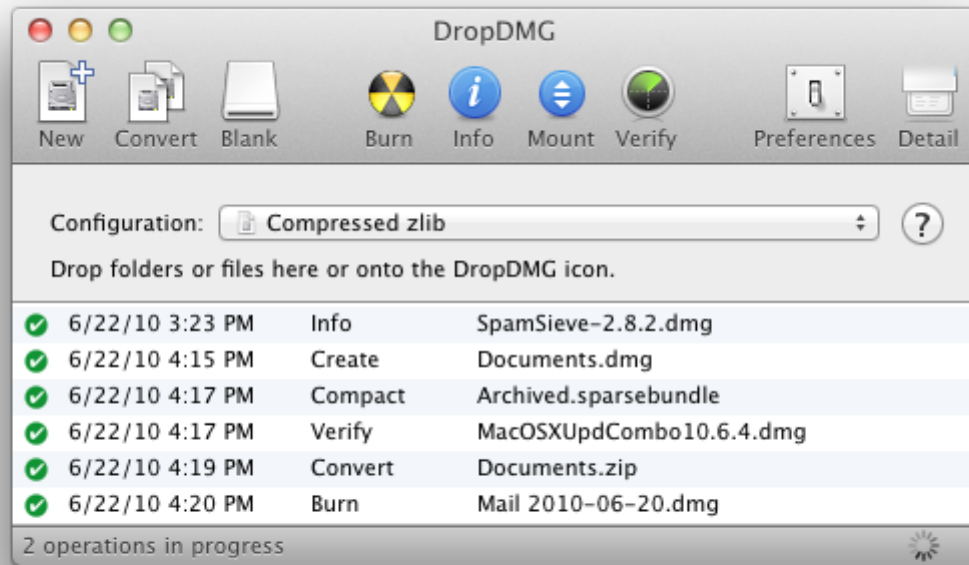 DropDMG
New Convert Blank Burn Info Mount Verify Preferences Detail
Configuration: Compressed zlib ?
Drop folders or files here or onto the DropDMG icon.
6/22/10 3:23 PM Info SpamSieve-2.8.2.dmg
6/22/10 4:15 PM Create Documents.dmg
6/22/10 4:17 PM Compact Archived.sparsebundle
6/22/10 4:17 PM Verify MacOSXUpdCombo10.6.4.dmg
6/22/10 4:19 PM Convert Documents.zip
6/22/10 4:20 PM Burn Mail 2010-06-20.dmg
2 operations in progress